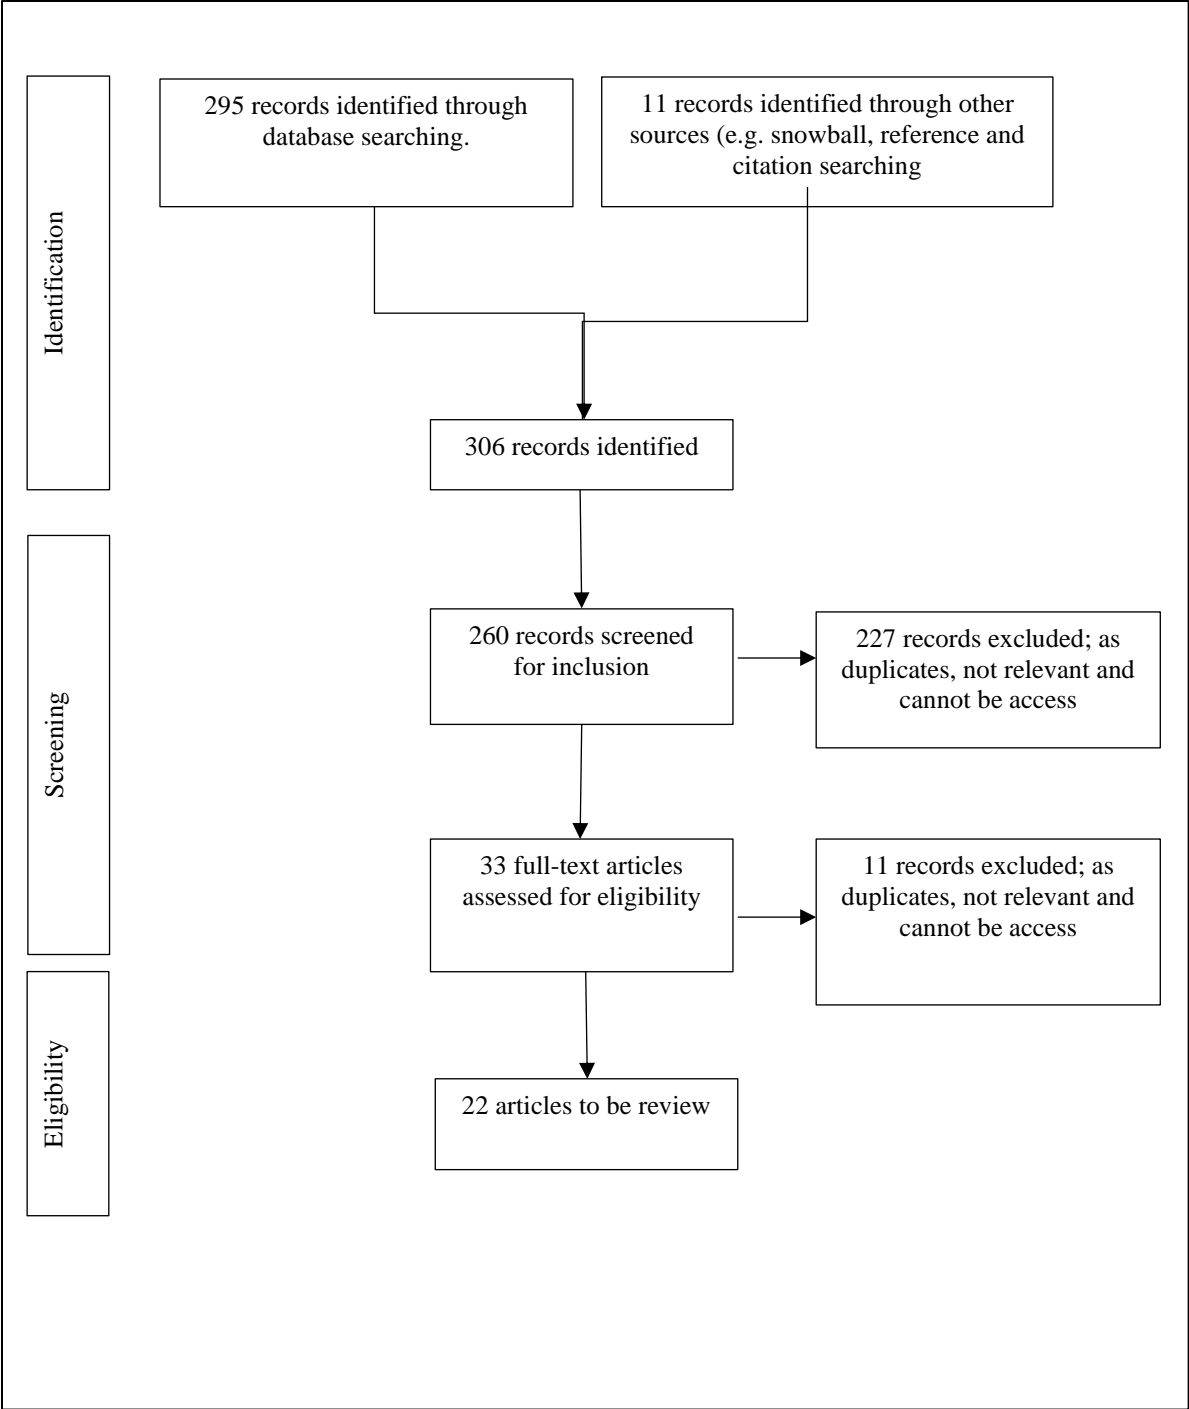 Identification
295 records identified through
database searching.
11 records identified through other
sources (e.g. snowball, reference and
citation searching
306 records identified
Screening
260 records screened
for inclusion
227 records excluded; as
duplicates, not relevant and
cannot be access
33 full-text articles
assessed for eligibility
11 records excluded; as
duplicates, not relevant and
cannot be access
Eligibility
22 articles to be review